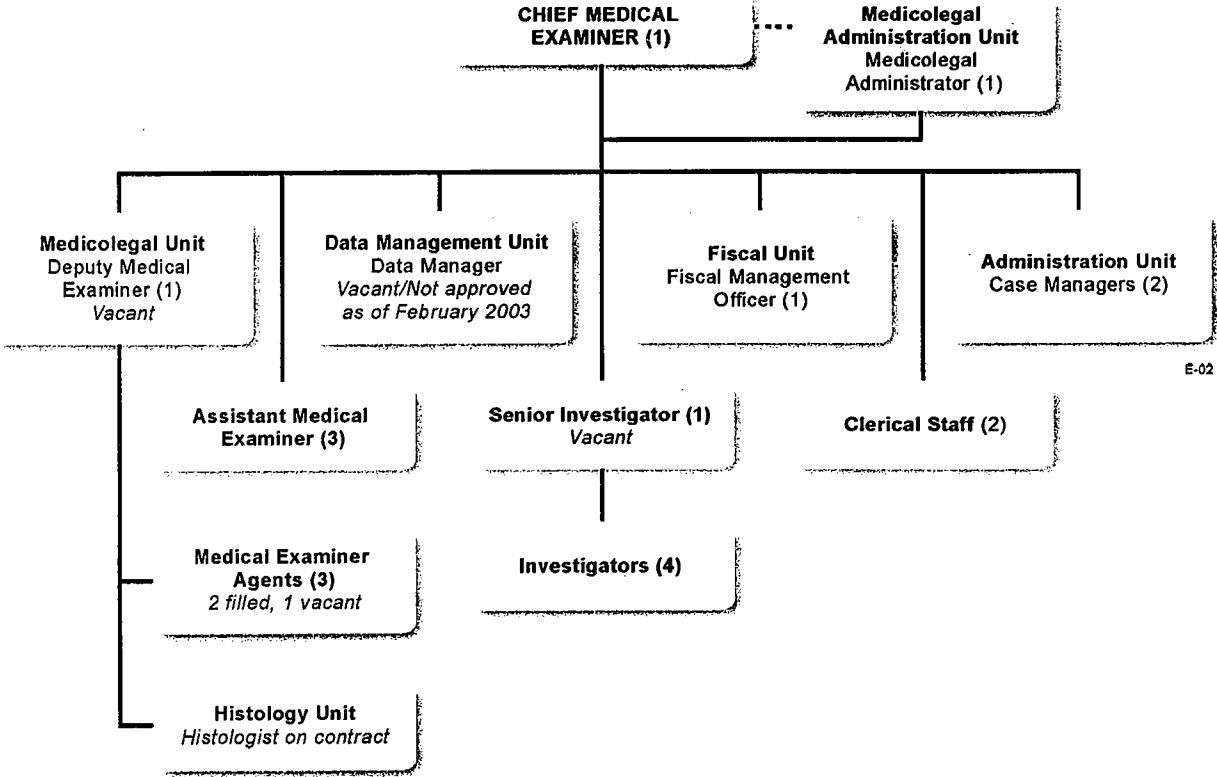 CHIEF MEDICAL
EXAMINER (1)
Medicolegal
Administration Unit
Medicolegal
Administrator (1)
Medicolegal Unit
Deputy Medical
Examiner (1)
Vacant
Data Management Unit
Data Manager
Vacant/Not approved
as of February 2003
Fiscal Unit
Fiscal Management
Officer (1)
Administration Unit
Case Managers (2)
E-02
Assistant Medical
Examiner (3)
Senior Investigator (1)
Vacant
Clerical Staff (2)
Medical Examiner
Agents (3)
2 filled, 1 vacant
Investigators (4)
Histology Unit
Histologist on contract